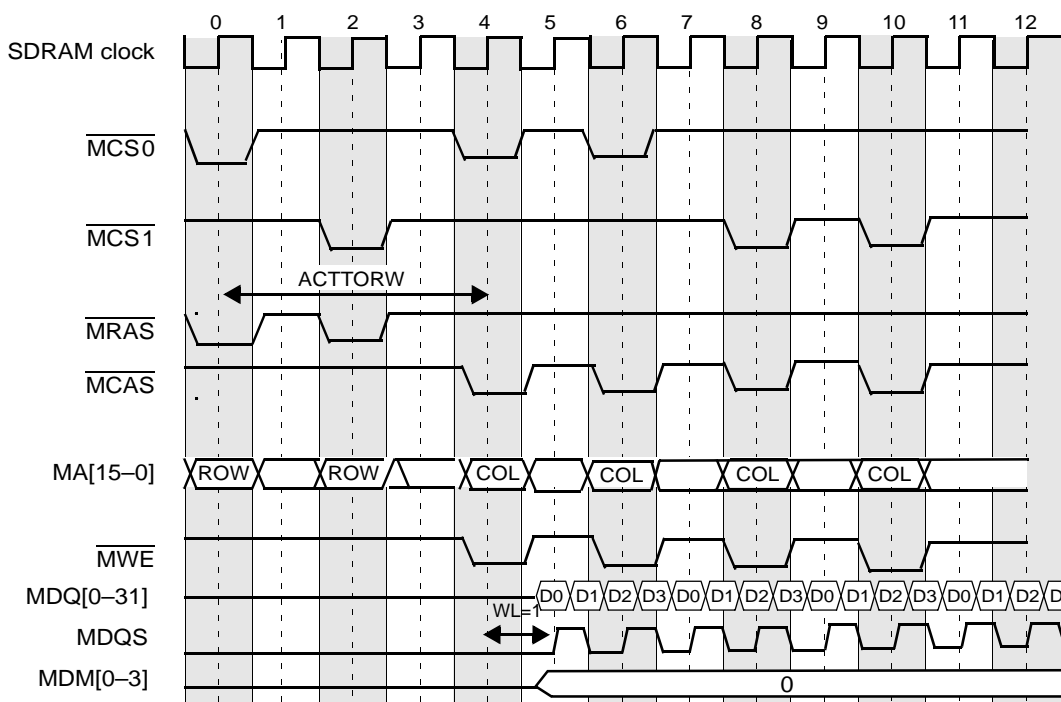 0 1 2 3 4 5 6 7 8 9 10 11 12
SDRAM clock
MCS0
MCS1
ACTTORW
MRAS
MCAS
MA[15–0] ROW ROW COL COL COL COL
MWE
MDQ[0–31] D0 D1 D2 D3 D0 D1 D2 D3 D0 D1 D2 D3 D0 D1 D2 D
WL=1
MDQS
MDM[0–3] 0